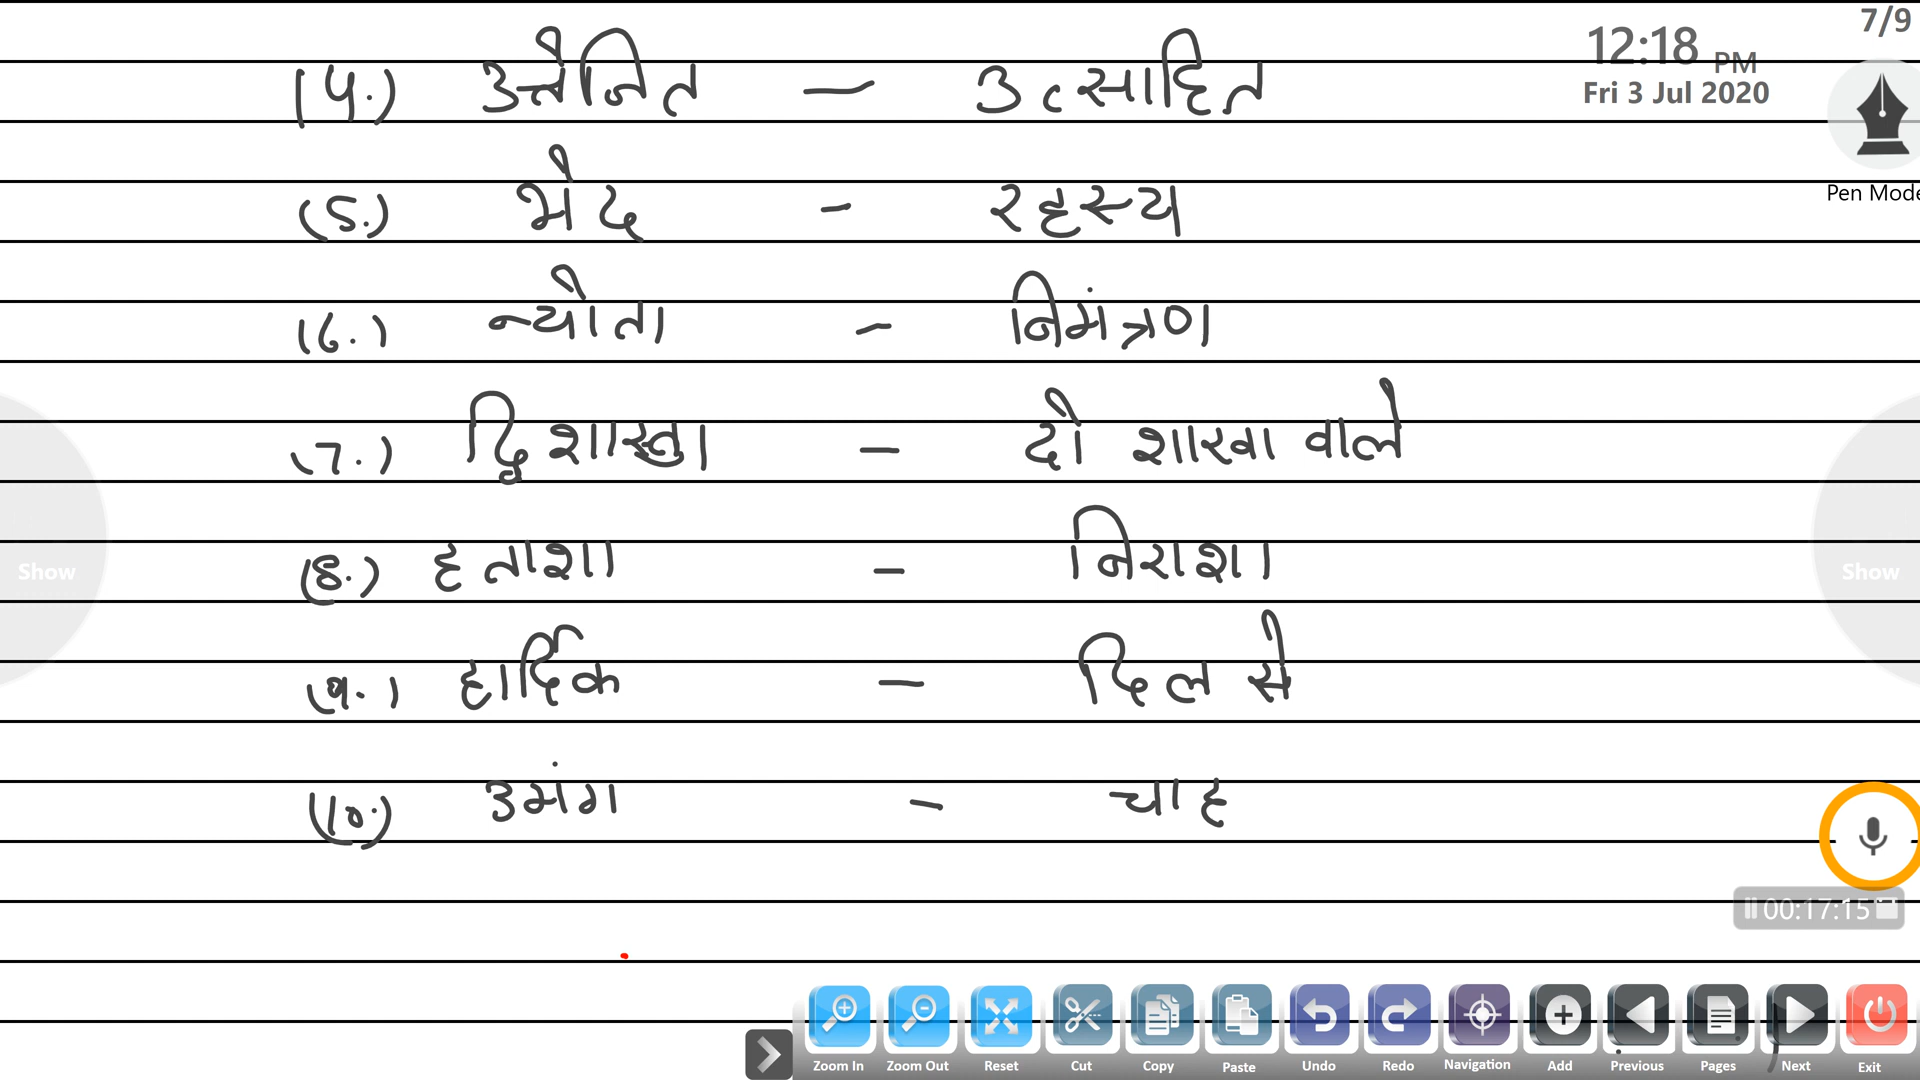 7/9
12:18 PM
Fri 3 Jul 2020
Pen Mode
(4.) उत्तेजित — उत्साहित
(5.) भेद - रहस्य
(6.) न्योता - निमंत्रण
(7.) द्विशाखा - दो शाखा वाले
(8.) हताशा - निराशा
(9.) हार्दिक - दिल से
(10.) उमंग - चाह
Show
Show
00:17:15
Zoom In Zoom Out Reset Cut Copy Paste Undo Redo Navigation Add Previous Pages Next Exit